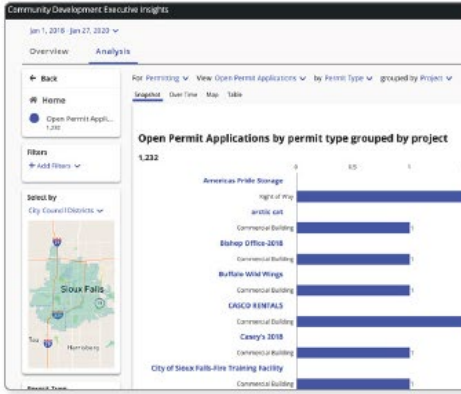 Community Development Executive Insights
Jan 1, 2018 - Jan 27, 2020
Overview Analysis
← Back
Home
Open Permit Appli...
1,232
Filters
+ Add Filters
Select by
City Council Districts
Sioux Falls
Tea
Harrisburg
For Permitting View Open Permit Applications by Permit Type grouped by Project
Snapshot Over Time Map Table
Open Permit Applications by permit type grouped by project
1,232
0 0.5 1
Americas Pride Storage
Right of Way
arctic cat
Commercial Building 1
Bishop Office-2018
Commercial Building 1
Buffalo Wild Wings
Commercial Building 1
CASCO RENTALS
Commercial Building
Casey's 2018
Commercial Building 1
City of Sioux Falls-Fire Training Facility
Commercial Building 1